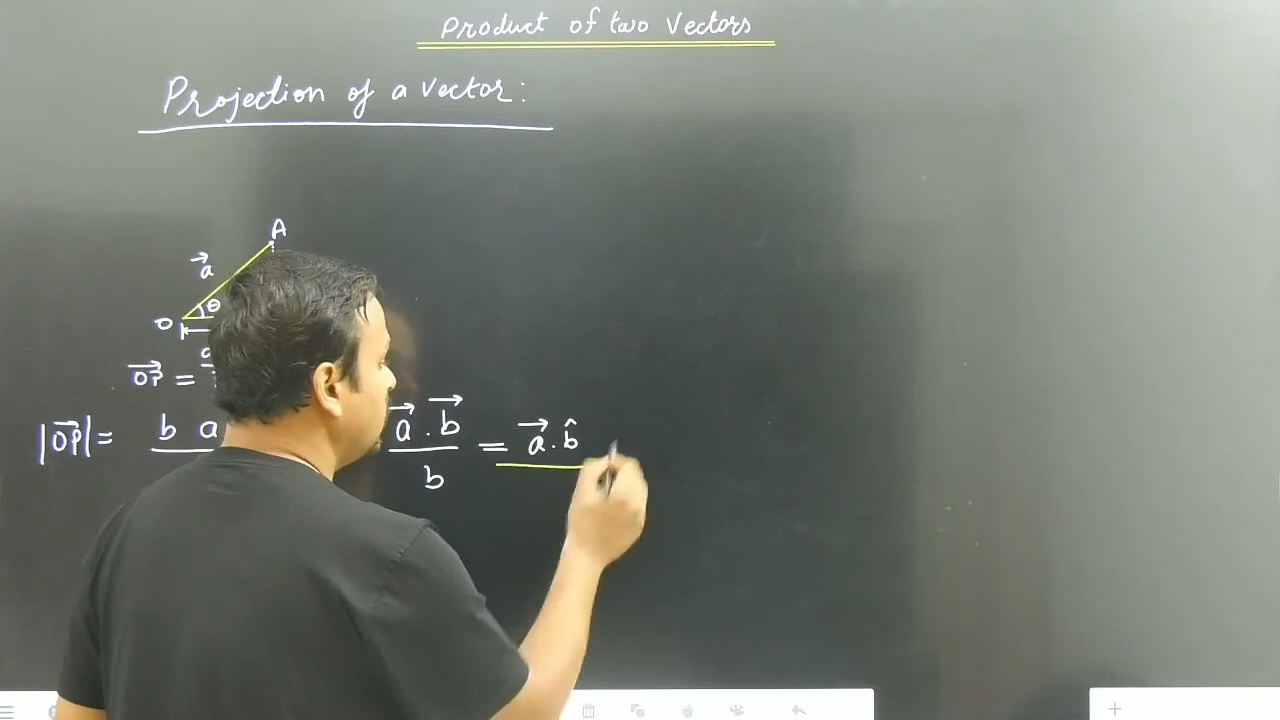 Product of two Vectors
Projection of a vector:
A
→a
θ
O
→OP =
|→OP| = b a →a . →b / b = →a . b̂